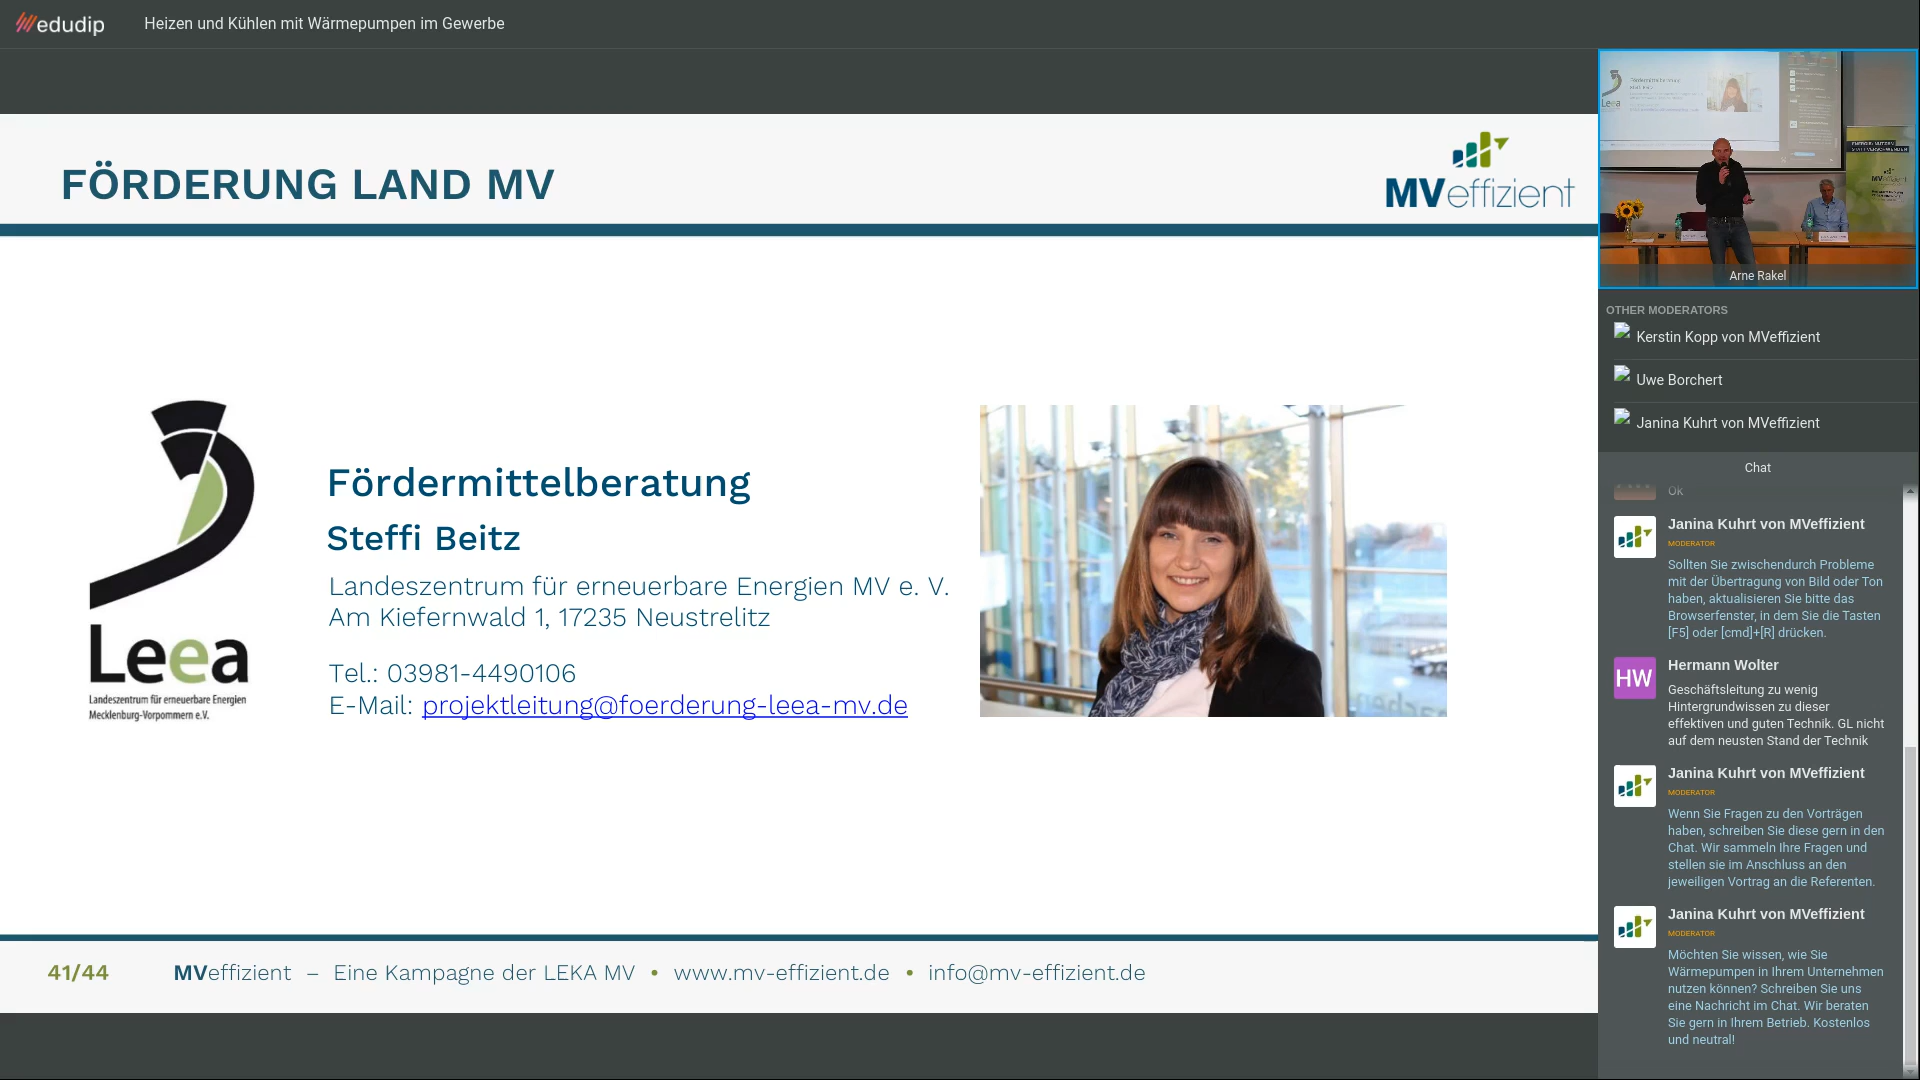 edudip
Heizen und Kühlen mit Wärmepumpen im Gewerbe
FÖRDERUNG LAND MV
MVeffizient
Leea
Landeszentrum für erneuerbare Energien
Mecklenburg-Vorpommern e.V.
Fördermittelberatung
Steffi Beitz
Landeszentrum für erneuerbare Energien MV e. V.
Am Kiefernwald 1, 17235 Neustrelitz
Tel.: 03981-4490106
E-Mail: projektleitung@foerderung-leea-mv.de
41/44
MVeffizient – Eine Kampagne der LEKA MV • www.mv-effizient.de • info@mv-effizient.de
Arne Rakel
OTHER MODERATORS
Kerstin Kopp von MVeffizient
Uwe Borchert
Janina Kuhrt von MVeffizient
Chat
Ok
Janina Kuhrt von MVeffizient
MODERATOR
Sollten Sie zwischendurch Probleme
mit der Übertragung von Bild oder Ton
haben, aktualisieren Sie bitte das
Browserfenster, in dem Sie die Tasten
[F5] oder [cmd]+[R] drücken.
HW
Hermann Wolter
Geschäftsleitung zu wenig
Hintergrundwissen zu dieser
effektiven und guten Technik. GL nicht
auf dem neusten Stand der Technik
Janina Kuhrt von MVeffizient
MODERATOR
Wenn Sie Fragen zu den Vorträgen
haben, schreiben Sie diese gern in den
Chat. Wir sammeln Ihre Fragen und
stellen sie im Anschluss an den
jeweiligen Vortrag an die Referenten.
Janina Kuhrt von MVeffizient
MODERATOR
Möchten Sie wissen, wie Sie
Wärmepumpen in Ihrem Unternehmen
nutzen können? Schreiben Sie uns
eine Nachricht im Chat. Wir beraten
Sie gern in Ihrem Betrieb. Kostenlos
und neutral!